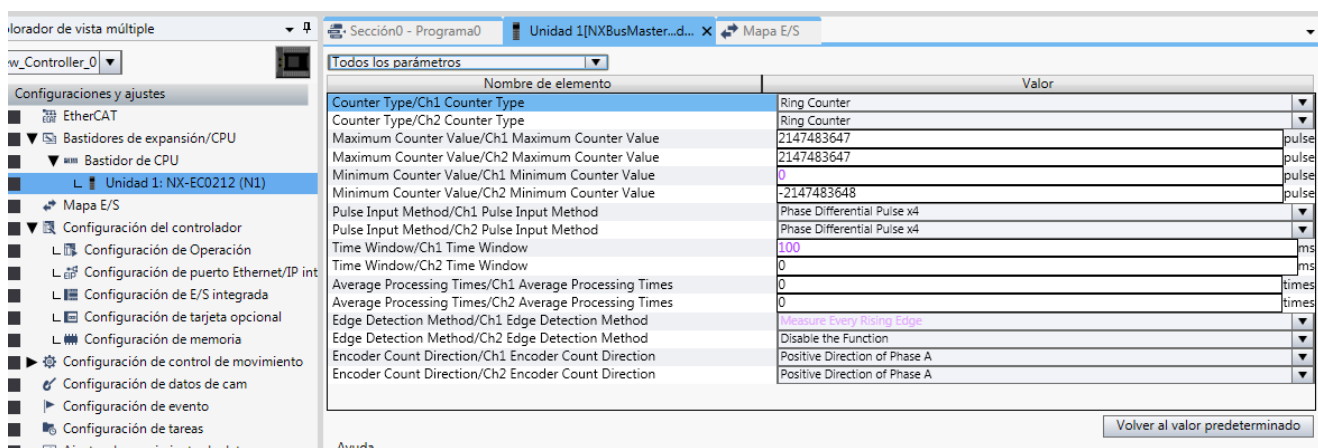 lorador de vista múltiple
w_Controller_0
Configuraciones y ajustes
EtherCAT
Bastidores de expansión/CPU
Bastidor de CPU
Unidad 1: NX-EC0212 (N1)
Mapa E/S
Configuración del controlador
Configuración de Operación
Configuración de puerto Ethernet/IP int
Configuración de E/S integrada
Configuración de tarjeta opcional
Configuración de memoria
Configuración de control de movimiento
Configuración de datos de cam
Configuración de evento
Configuración de tareas
Sección0 - Programa0 Unidad 1[NXBusMaster...d... X Mapa E/S
Todos los parámetros
Nombre de elemento Valor
Counter Type/Ch1 Counter Type Ring Counter
Counter Type/Ch2 Counter Type Ring Counter
Maximum Counter Value/Ch1 Maximum Counter Value 2147483647 pulse
Maximum Counter Value/Ch2 Maximum Counter Value 2147483647 pulse
Minimum Counter Value/Ch1 Minimum Counter Value 0 pulse
Minimum Counter Value/Ch2 Minimum Counter Value -2147483648 pulse
Pulse Input Method/Ch1 Pulse Input Method Phase Differential Pulse x4
Pulse Input Method/Ch2 Pulse Input Method Phase Differential Pulse x4
Time Window/Ch1 Time Window 100 ms
Time Window/Ch2 Time Window 0 ms
Average Processing Times/Ch1 Average Processing Times 0 times
Average Processing Times/Ch2 Average Processing Times 0 times
Edge Detection Method/Ch1 Edge Detection Method Measure Every Rising Edge
Edge Detection Method/Ch2 Edge Detection Method Disable the Function
Encoder Count Direction/Ch1 Encoder Count Direction Positive Direction of Phase A
Encoder Count Direction/Ch2 Encoder Count Direction Positive Direction of Phase A
Volver al valor predeterminado